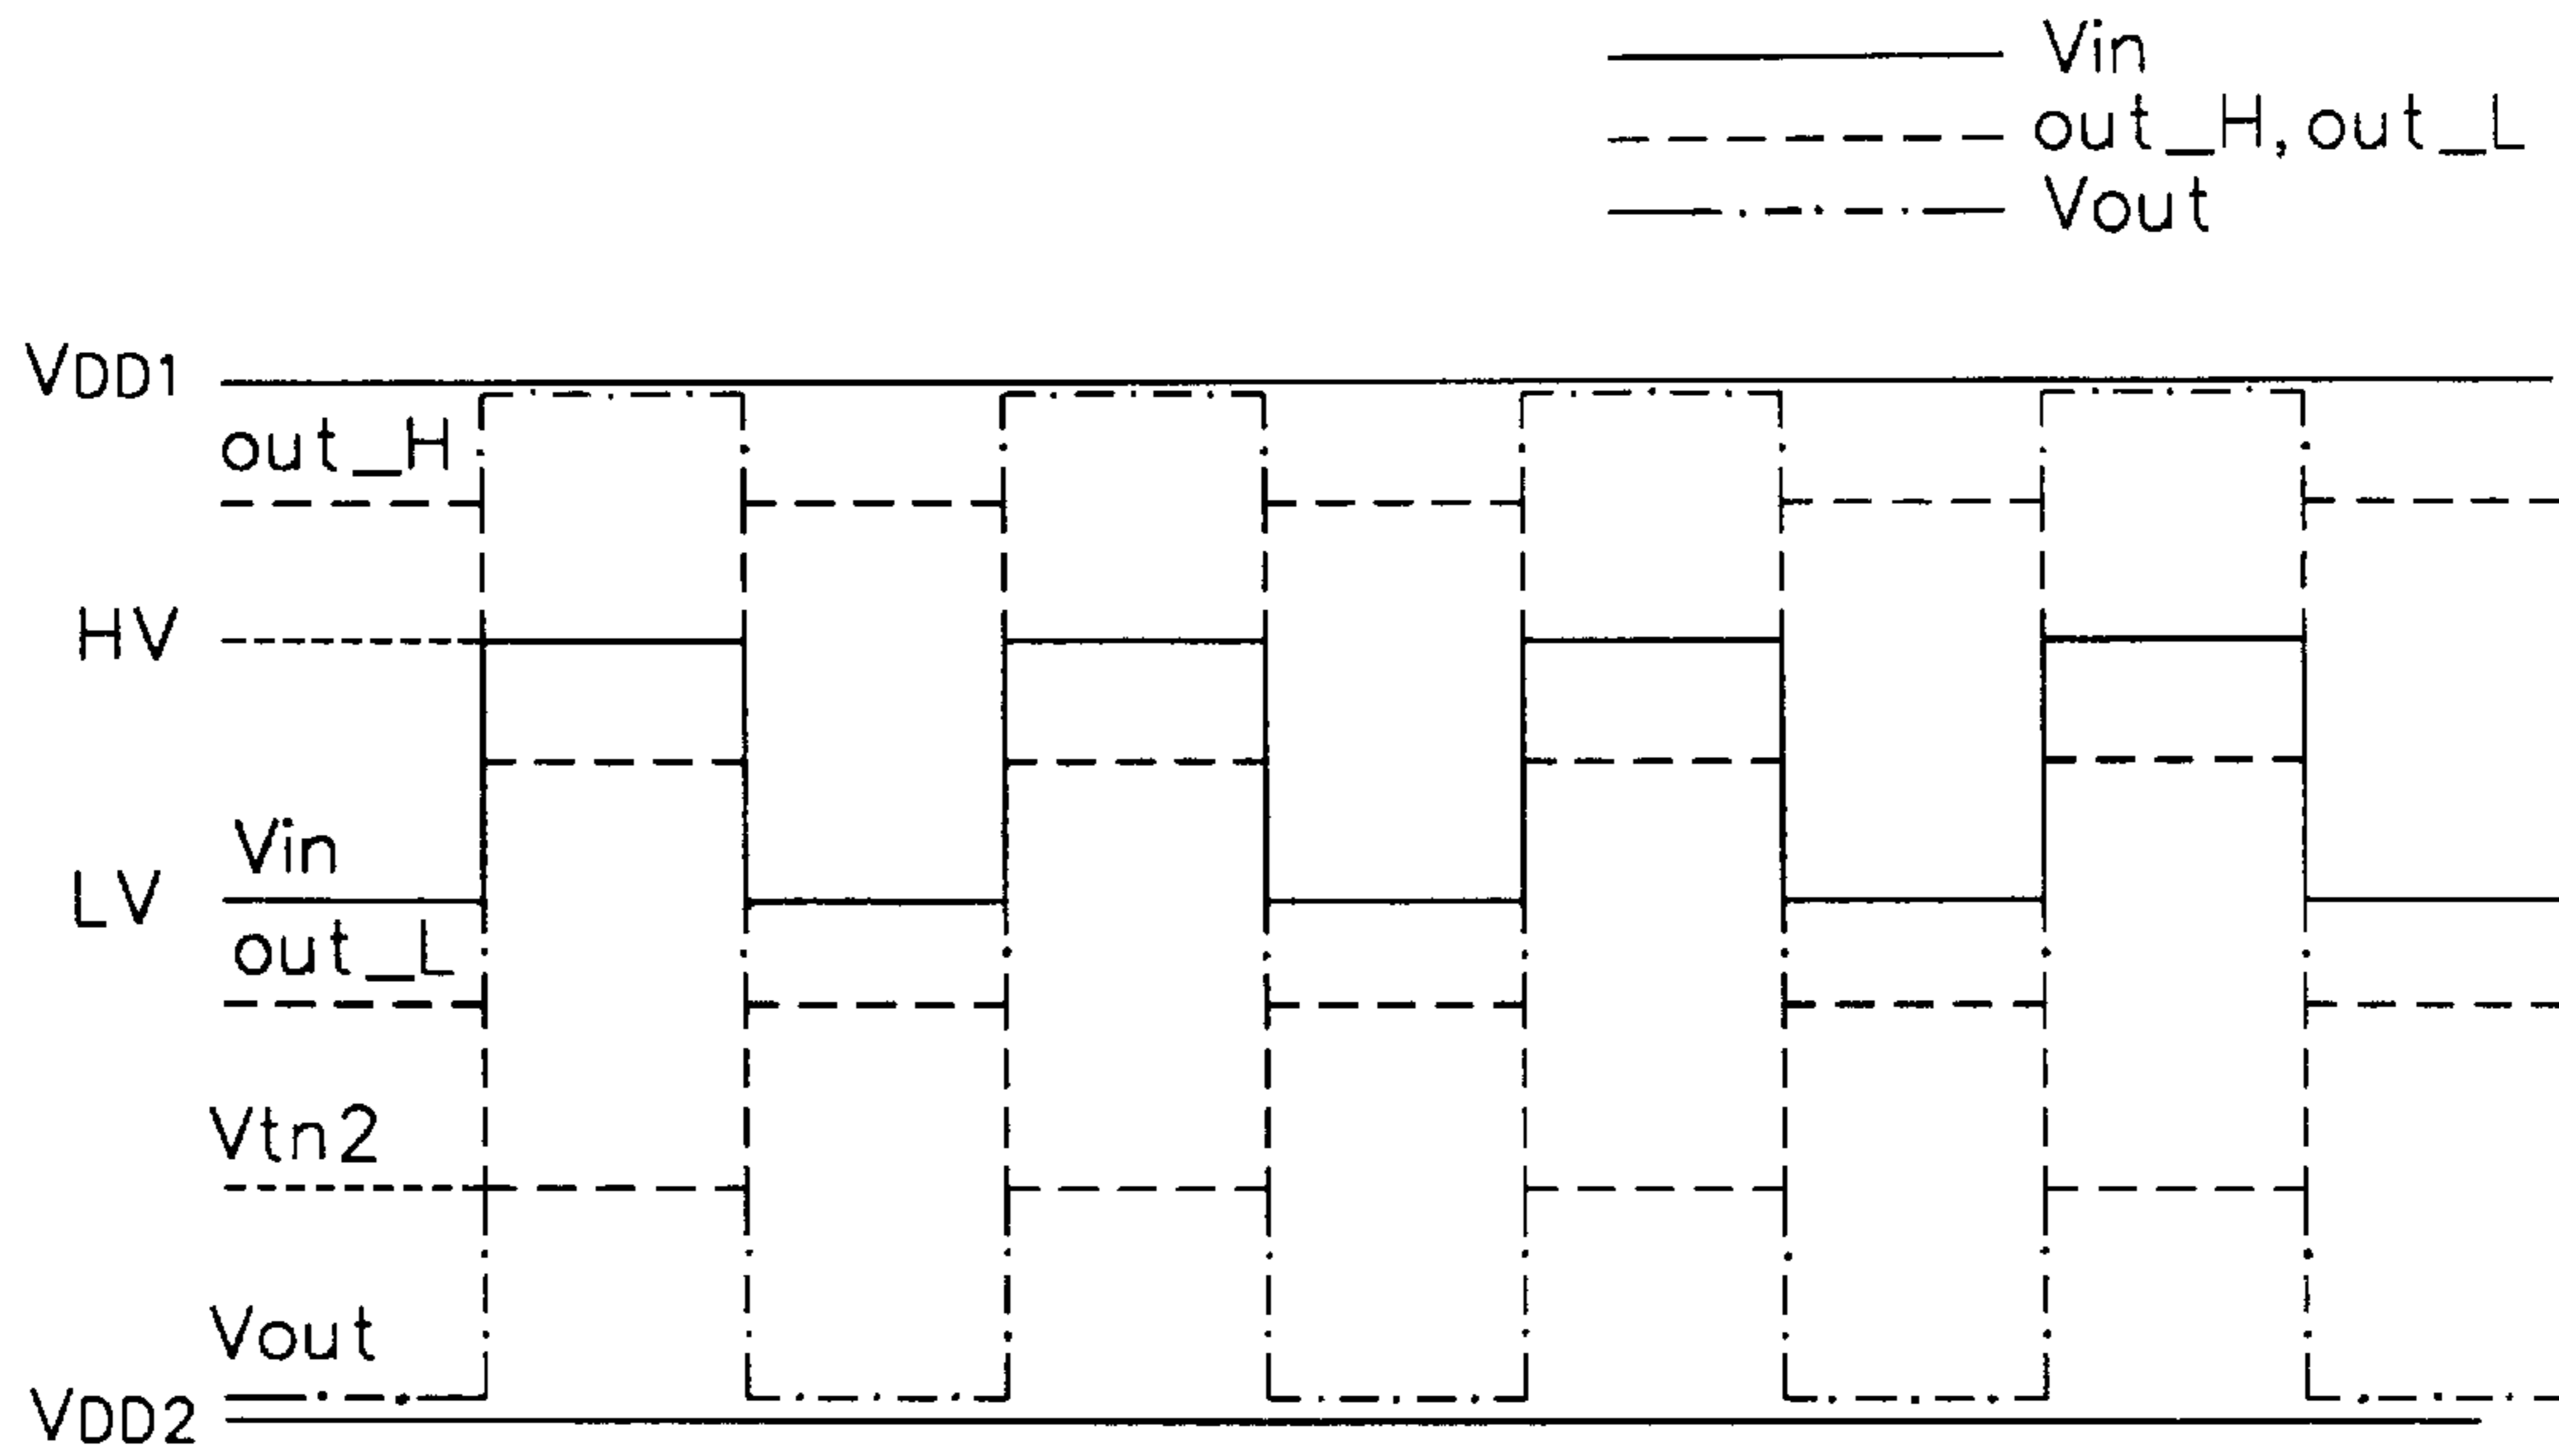 Vin
out_H, out_L
Vout
VDD1
out_H
HV
Vin
LV
out_L
Vtn2
Vout
VDD2